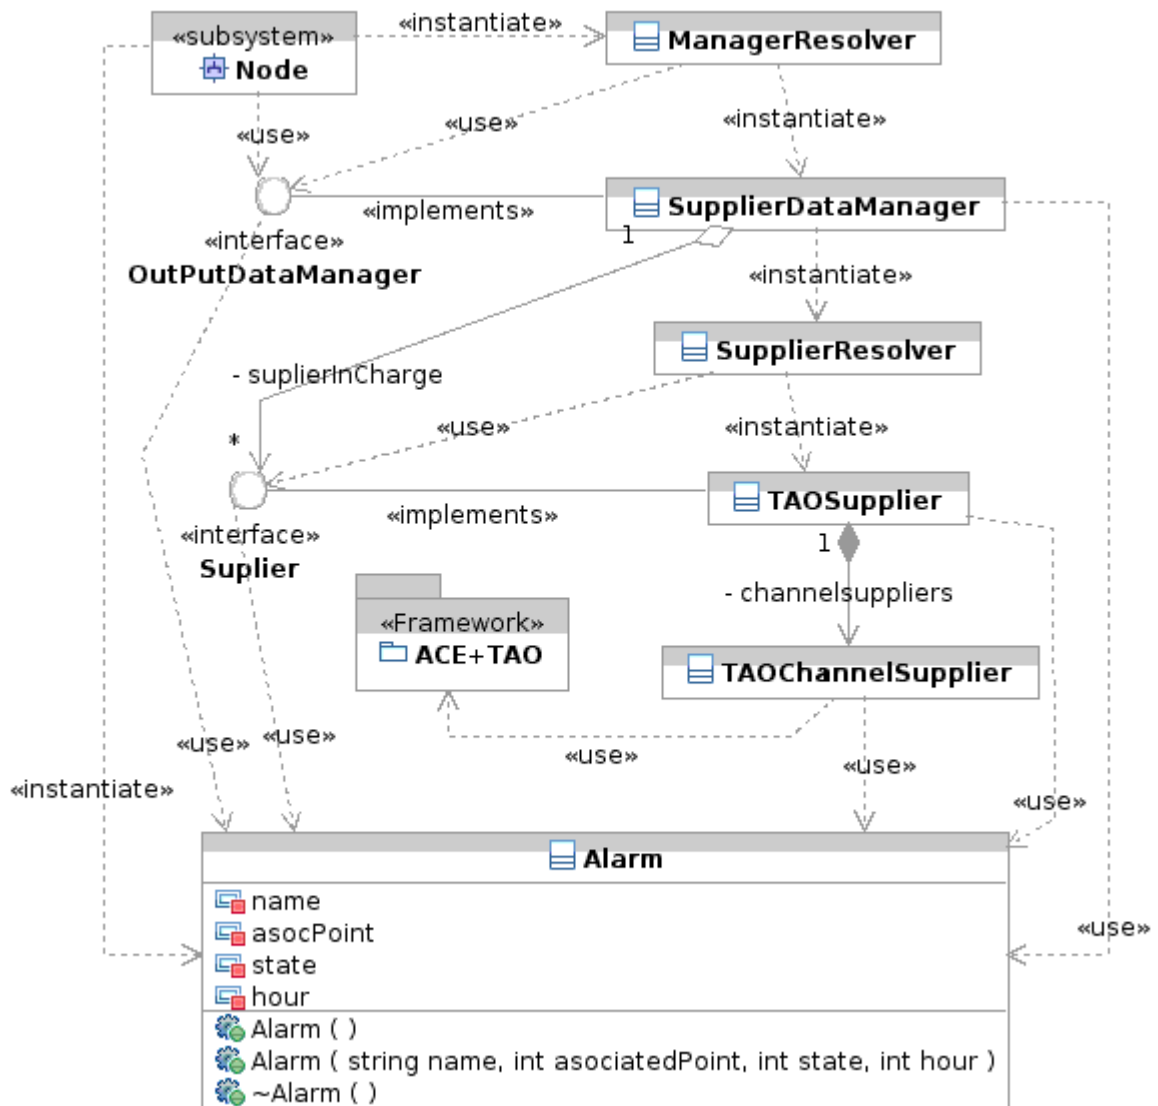 «subsystem»
Node
«instantiate»
ManagerResolver
«use»
«use»
«instantiate»
«implements»
SupplierDataManager
«interface»
OutPutDataManager
1
«instantiate»
SupplierResolver
- suplierInCharge
*
«use»
«instantiate»
TAOSupplier
«implements»
«interface»
Suplier
1
- channelsuppliers
«Framework»
ACE+TAO
TAOChannelSupplier
«use»
«use»
«use»
«use»
«instantiate»
«use»
«use»
Alarm
name
asocPoint
state
hour
Alarm ( )
Alarm ( string name, int asociatedPoint, int state, int hour )
~Alarm ( )